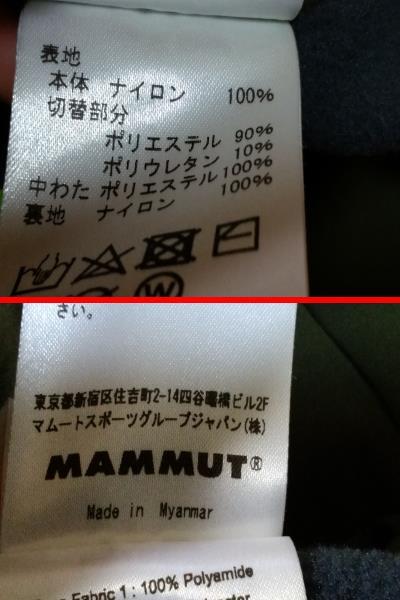 表地
本体 ナイロン 100%
切替部分
ポリエステル 90%
ポリウレタン 10%
中わた ポリエステル 100%
裏地 ナイロン 100%
W
さい。
東京都新宿区住吉町2-14四谷曙橋ビル2F
マムートスポーツグループジャパン(株)
MAMMUT®
Made in Myanmar
Fabric 1 : 100% Polyamide